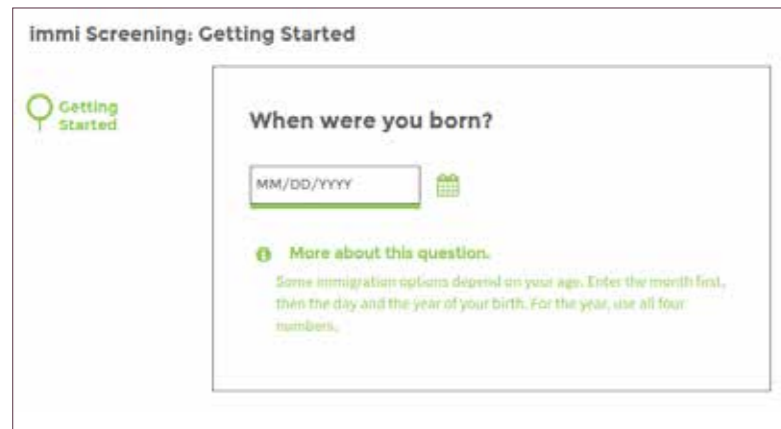 immi Screening: Getting Started
Getting
Started
When were you born?
MM/DD/YYYY
More about this question.
Some immigration options depend on your age. Enter the month first,
then the day and the year of your birth. For the year, use all four
numbers.